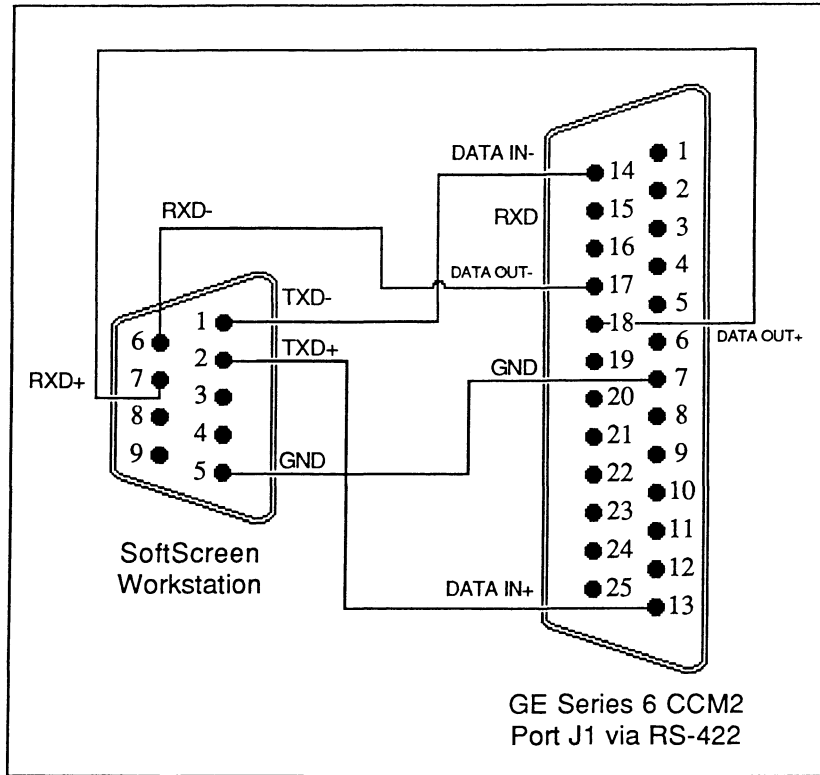 DATA IN-
RXD
DATA OUT-
GND
DATA IN+
DATA OUT+
14
15
16
17
18
19
20
21
22
23
24
25
1
2
3
4
5
6
7
8
9
10
11
12
13
RXD-
TXD-
TXD+
RXD+
GND
6
7
8
9
1
2
3
4
5
SoftScreen
Workstation
GE Series 6 CCM2
Port J1 via RS-422